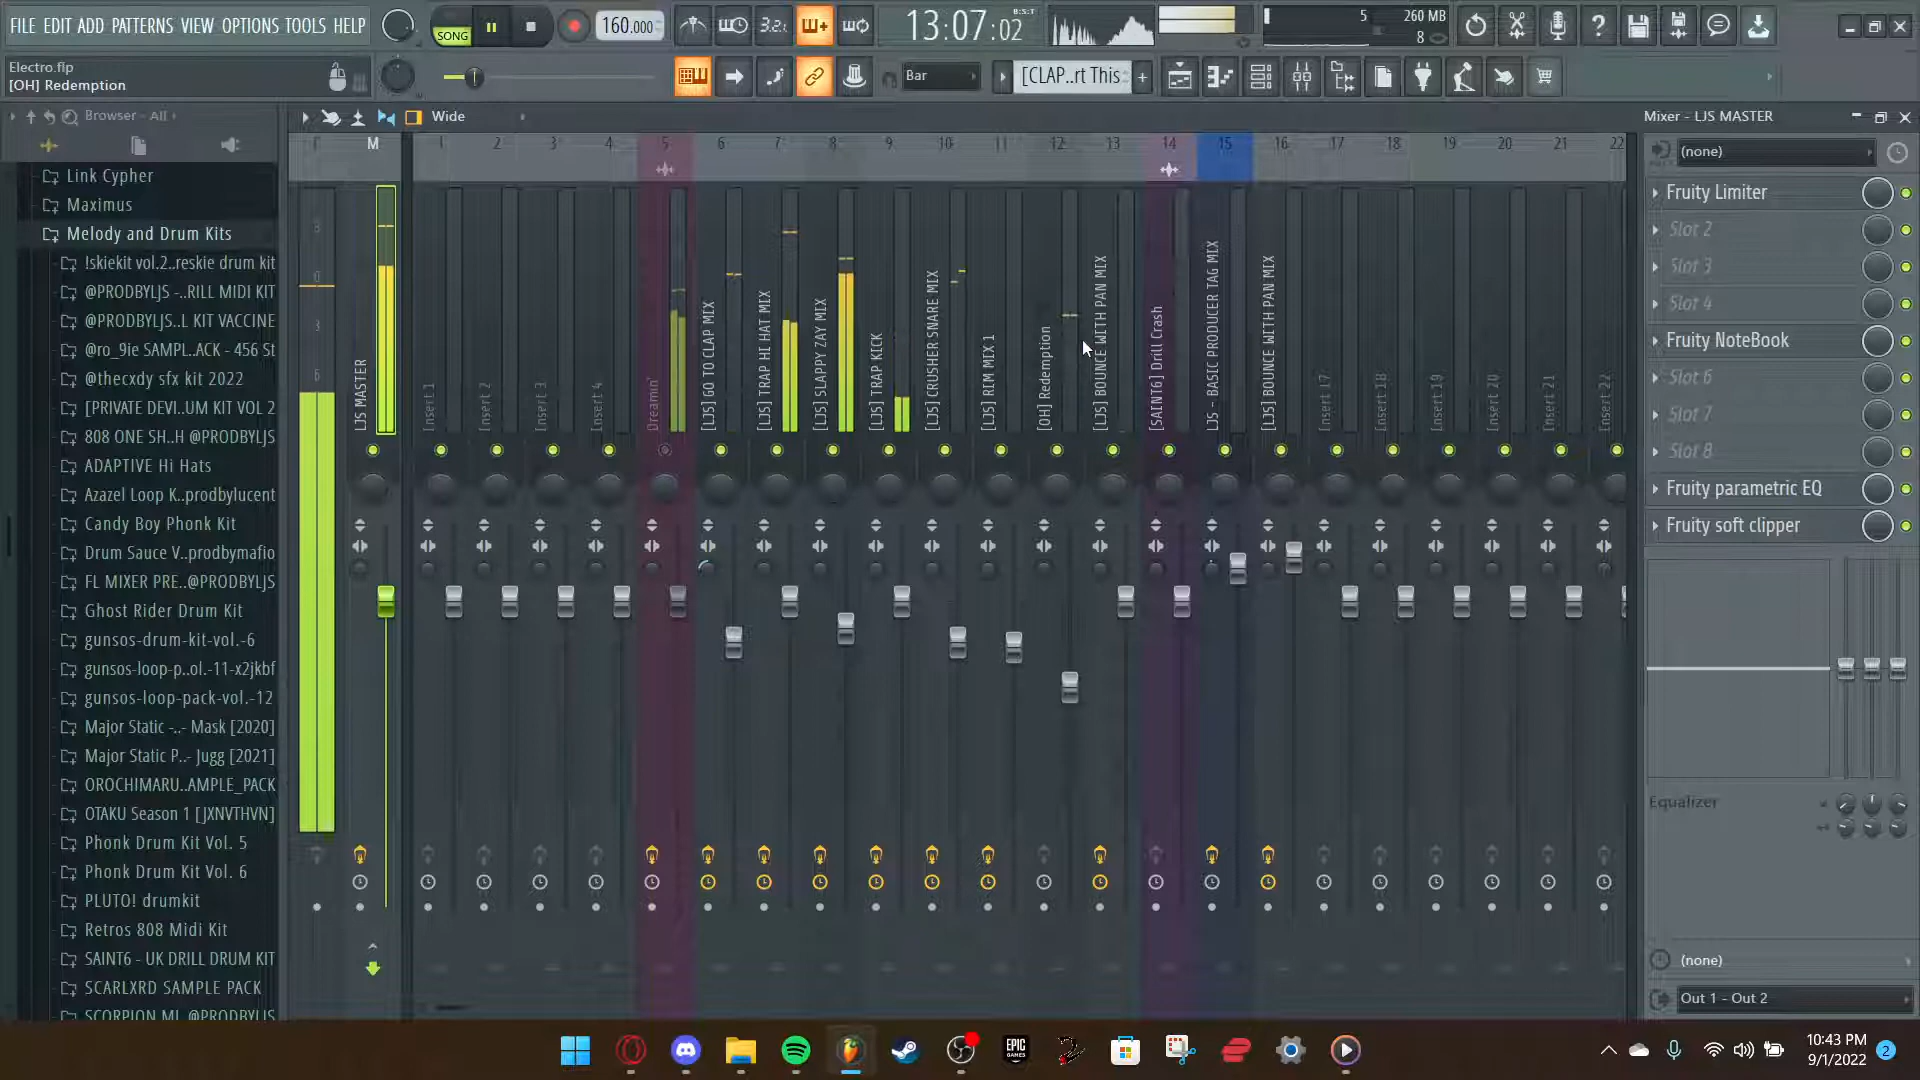 FILE EDIT ADD PATTERNS VIEW OPTIONS TOOLS HELP
SONG
160.000
3.2.
13:07:02
B:S:T
5
260 MB
8
Electro.flp
[OH] Redemption
Bar
[CLAP..rt This
+
Browser - All
Wide
Mixer - LJS MASTER
Link Cypher
Maximus
Melody and Drum Kits
!skiekit vol.2..reskie drum kit
@PRODBYLJS -..RILL MIDI KIT
@PRODBYLJS..L KIT VACCINE
@ro_9ie SAMPL..ACK - 456 St
@thecxdy sfx kit 2022
[PRIVATE DEVI..UM KIT VOL 2
808 ONE SH..H @PRODBYLJS
ADAPTIVE Hi Hats
Azazel Loop K..prodbylucent
Candy Boy Phonk Kit
Drum Sauce V..prodbymafio
FL MIXER PRE..@PRODBYLJS
Ghost Rider Drum Kit
gunsos-drum-kit-vol.-6
gunsos-loop-p..ol.-11-x2jkbf
gunsos-loop-pack-vol.-12
Major Static -..- Mask [2020]
Major Static P..- Jugg [2021]
OROCHIMARU..AMPLE_PACK
OTAKU Season 1 [JXNVTHVN]
Phonk Drum Kit Vol. 5
Phonk Drum Kit Vol. 6
PLUTO! drumkit
Retros 808 Midi Kit
SAINT6 - UK DRILL DRUM KIT
SCARLXRD SAMPLE PACK
SCORPION MI..@PRODBYLJS
M 1 2 3 4 5 6 7 8 9 10 11 12 13 14 15 16 17 18 19 20 21 22
3
0
3
6
LJS MASTER
Insert 1
Insert 2
Insert 3
Insert 4
Dreamin'
[LJS] GO TO CLAP MIX
[LJS] TRAP HI HAT MIX
[LJS] SLAPPY ZAY MIX
[LJS] TRAP KICK
[LJS] CRUSHER SNARE MIX
[LJS] RIM MIX 1
[OH] Redemption
[LJS] BOUNCE WITH PAN MIX
[SAINT6] Drill Crash
LJS - BASIC PRODUCER TAG MIX
[LJS] BOUNCE WITH PAN MIX
Insert 17
Insert 18
Insert 19
Insert 20
Insert 21
Insert 22
(none)
Fruity Limiter
Slot 2
Slot 3
Slot 4
Fruity NoteBook
Slot 6
Slot 7
Slot 8
Fruity parametric EQ
Fruity soft clipper
Equalizer
(none)
Out 1 - Out 2
EPIC
GAMES
10:43 PM
9/1/2022
2